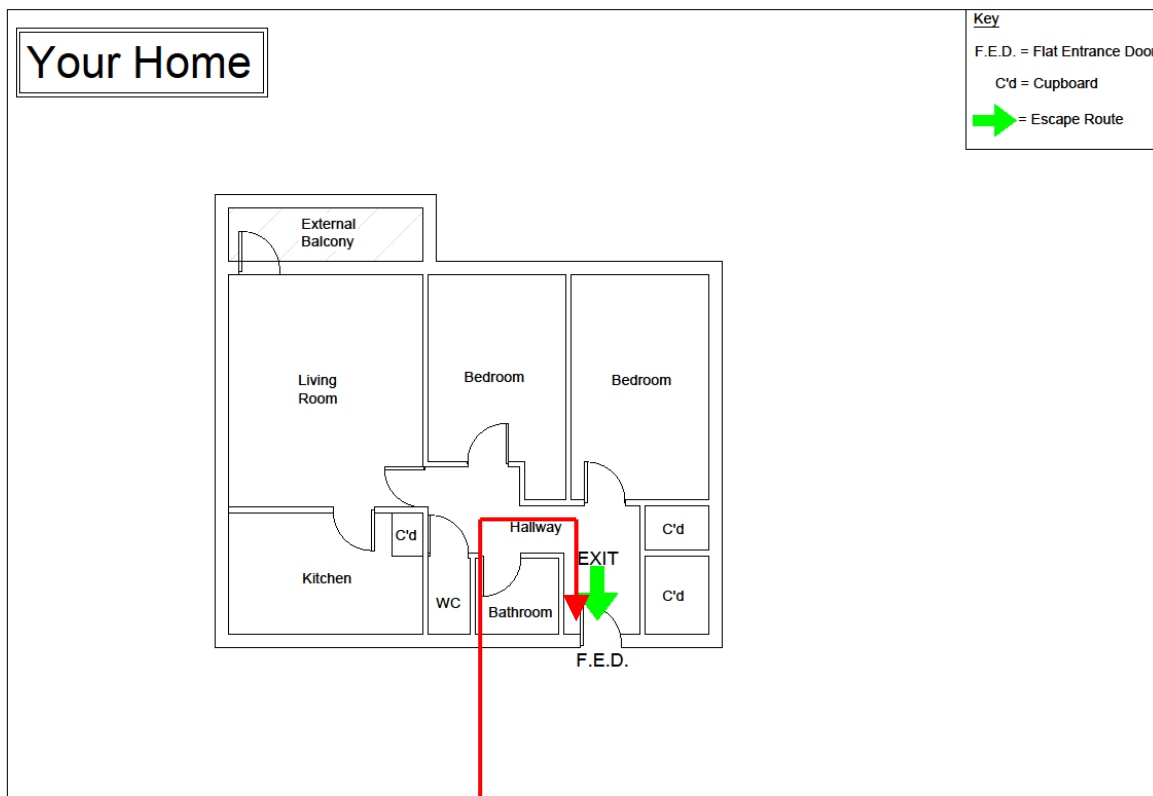 Your Home
Key
F.E.D. = Flat Entrance Door
C'd = Cupboard
= Escape Route
External
Balcony
Living
Room
Bedroom
Bedroom
Hallway
C'd
C'd
EXIT
Kitchen
WC
Bathroom
C'd
F.E.D.